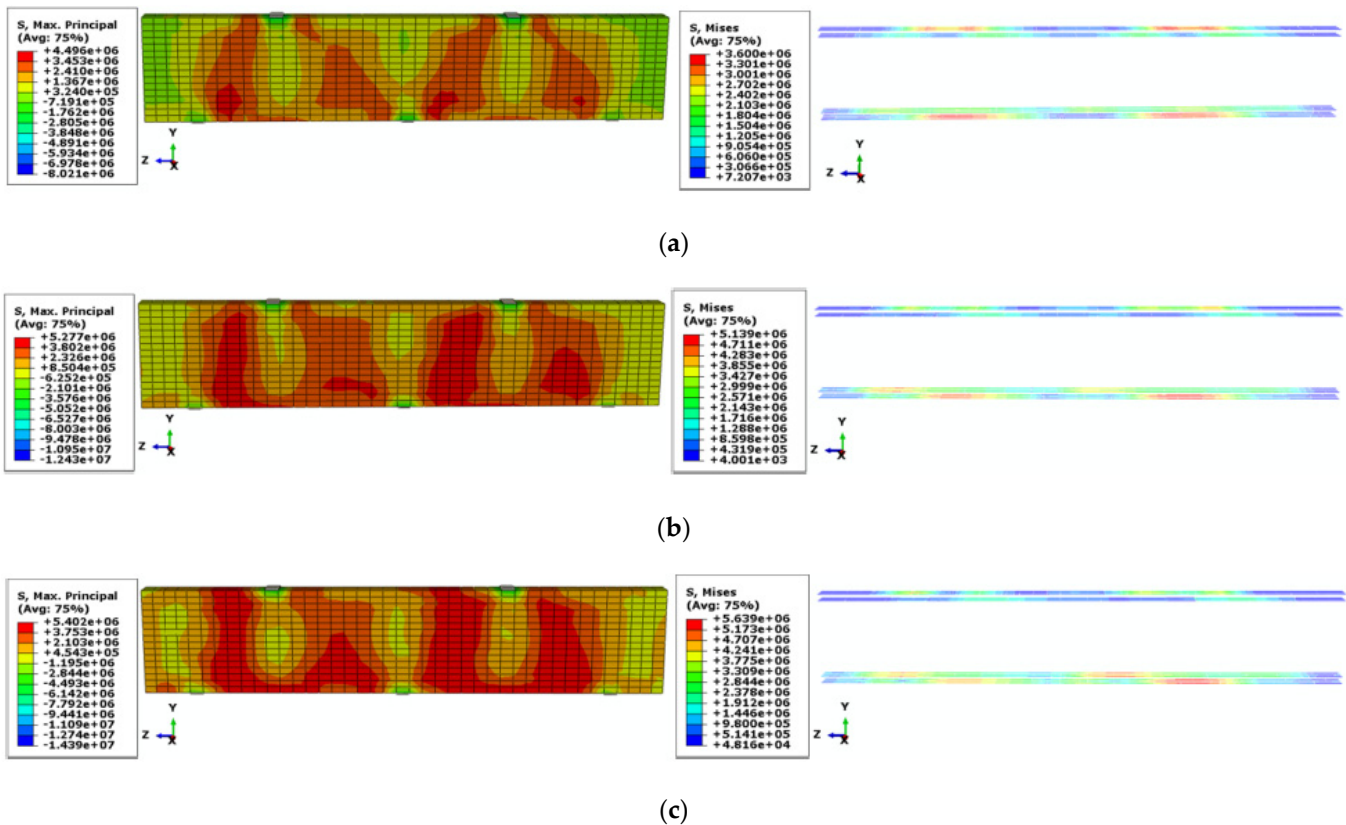 S, Max. Principal
(Avg: 75%)
+4.496e+06
+3.453e+06
+2.410e+06
+1.367e+06
+3.240e+05
-7.191e+05
-1.762e+06
-2.805e+06
-3.848e+06
-4.891e+06
-5.934e+06
-6.978e+06
-8.021e+06
Y
Z
X
S, Mises
(Avg: 75%)
+3.600e+06
+3.301e+06
+3.001e+06
+2.702e+06
+2.402e+06
+2.103e+06
+1.804e+06
+1.504e+06
+1.205e+06
+9.054e+05
+6.060e+05
+3.066e+05
+7.207e+03
Y
Z
X
(a)
S, Max. Principal
(Avg: 75%)
+5.277e+06
+3.802e+06
+2.326e+06
+8.504e+05
-6.252e+05
-2.101e+06
-3.576e+06
-5.052e+06
-6.527e+06
-8.003e+06
-9.478e+06
-1.095e+07
-1.243e+07
Y
Z
X
S, Mises
(Avg: 75%)
+5.139e+06
+4.711e+06
+4.283e+06
+3.855e+06
+3.427e+06
+2.999e+06
+2.571e+06
+2.143e+06
+1.716e+06
+1.288e+06
+8.598e+05
+4.319e+05
+4.001e+03
Y
Z
X
(b)
S, Max. Principal
(Avg: 75%)
+5.402e+06
+3.753e+06
+2.103e+06
+4.543e+05
-1.195e+06
-2.844e+06
-4.493e+06
-6.142e+06
-7.792e+06
-9.441e+06
-1.109e+07
-1.274e+07
-1.439e+07
Y
Z
X
S, Mises
(Avg: 75%)
+5.639e+06
+5.173e+06
+4.707e+06
+4.241e+06
+3.775e+06
+3.309e+06
+2.844e+06
+2.378e+06
+1.912e+06
+1.446e+06
+9.800e+05
+5.141e+05
+4.816e+04
Y
Z
X
(c)